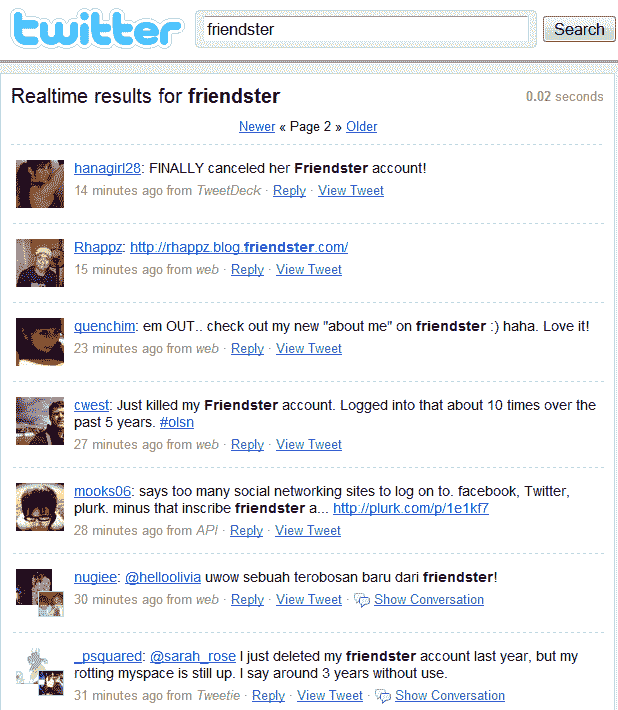 twitter
friendster
Search
Realtime results for friendster
0.02 seconds
Newer « Page 2 » Older
hanagirl28: FINALLY canceled her Friendster account!
14 minutes ago from TweetDeck · Reply · View Tweet
Rhappz: http://rhappz.blog.friendster.com/
15 minutes ago from web · Reply · View Tweet
quenchim: em OUT.. check out my new "about me" on friendster :) haha. Love it!
23 minutes ago from web · Reply · View Tweet
cwest: Just killed my Friendster account. Logged into that about 10 times over the
past 5 years. #olsn
27 minutes ago from web · Reply · View Tweet
mooks06: says too many social networking sites to log on to. facebook, Twitter,
plurk. minus that inscribe friendster a... http://plurk.com/p/1e1kf7
28 minutes ago from API · Reply · View Tweet
nugiee: @helloolivia uwow sebuah terobosan baru dari friendster!
30 minutes ago from web · Reply · View Tweet · Show Conversation
_psquared: @sarah_rose I just deleted my friendster account last year, but my
rotting myspace is still up. I say around 3 years without use.
31 minutes ago from Tweetie · Reply · View Tweet · Show Conversation